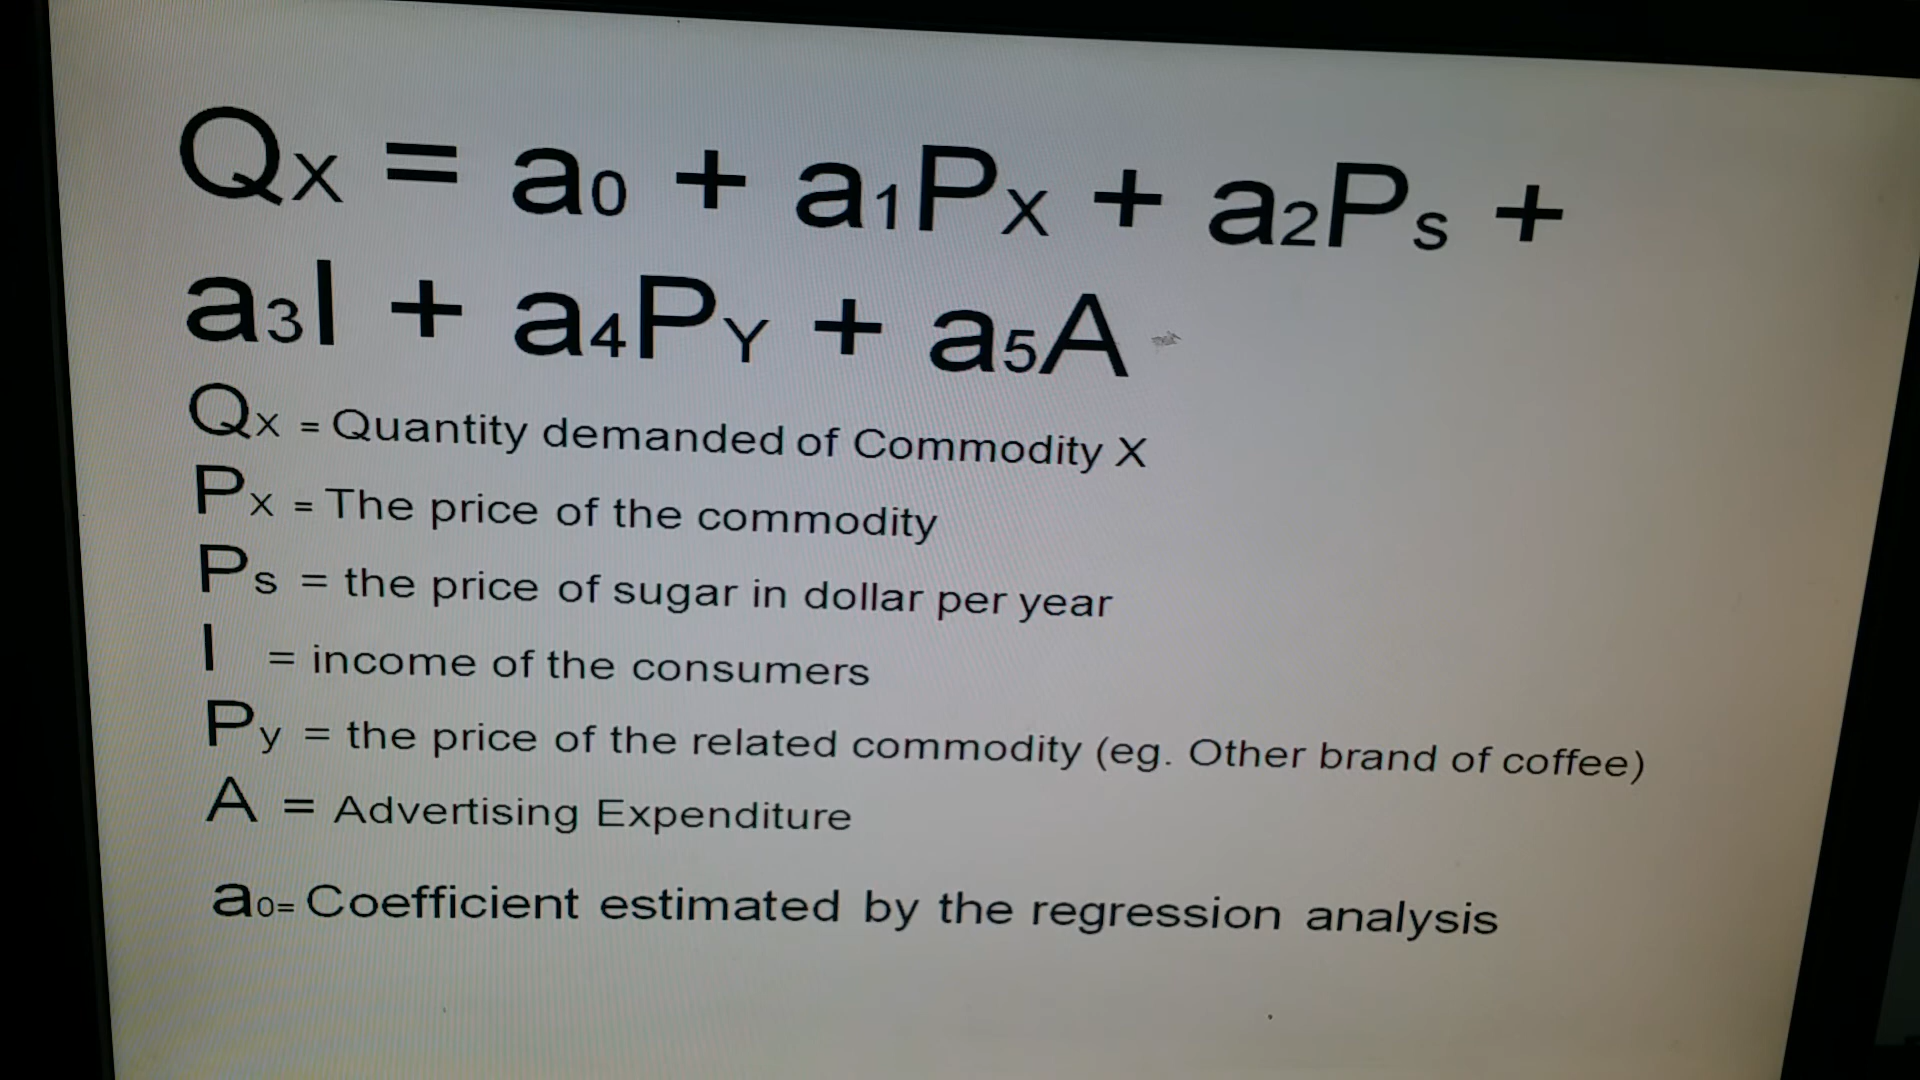 Qx = a0 + a1Px + a2Ps +
a3I + a4PY + a5A
Qx = Quantity demanded of Commodity X
Px = The price of the commodity
Ps = the price of sugar in dollar per year
I = income of the consumers
Py = the price of the related commodity (eg. Other brand of coffee)
A = Advertising Expenditure
a0= Coefficient estimated by the regression analysis